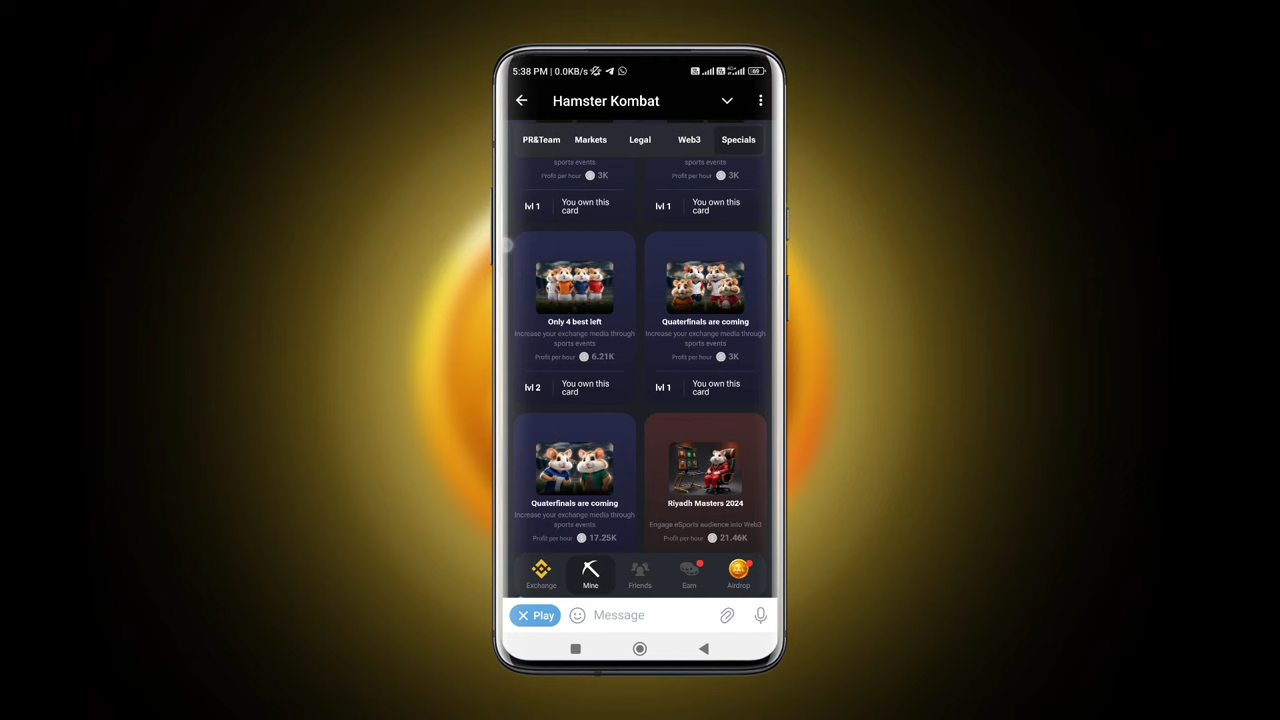 5:38 PM | 0.0KB/s
4G
69
Hamster Kombat
PR&Team Markets Legal Web3 Specials
sports events
Profit per hour 3K
lvl 1 You own this
card
sports events
Profit per hour 3K
lvl 1 You own this
card
Only 4 best left
Increase your exchange media through
sports events
Profit per hour 6.21K
lvl 2 You own this
card
Quaterfinals are coming
Increase your exchange media through
sports events
Profit per hour 3K
lvl 1 You own this
card
Quaterfinals are coming
Increase your exchange media through
sports events
Profit per hour 17.25K
Riyadh Masters 2024
Engage eSports audience into Web3
Profit per hour 21.46K
Exchange Mine Friends Earn Airdrop
Play Message